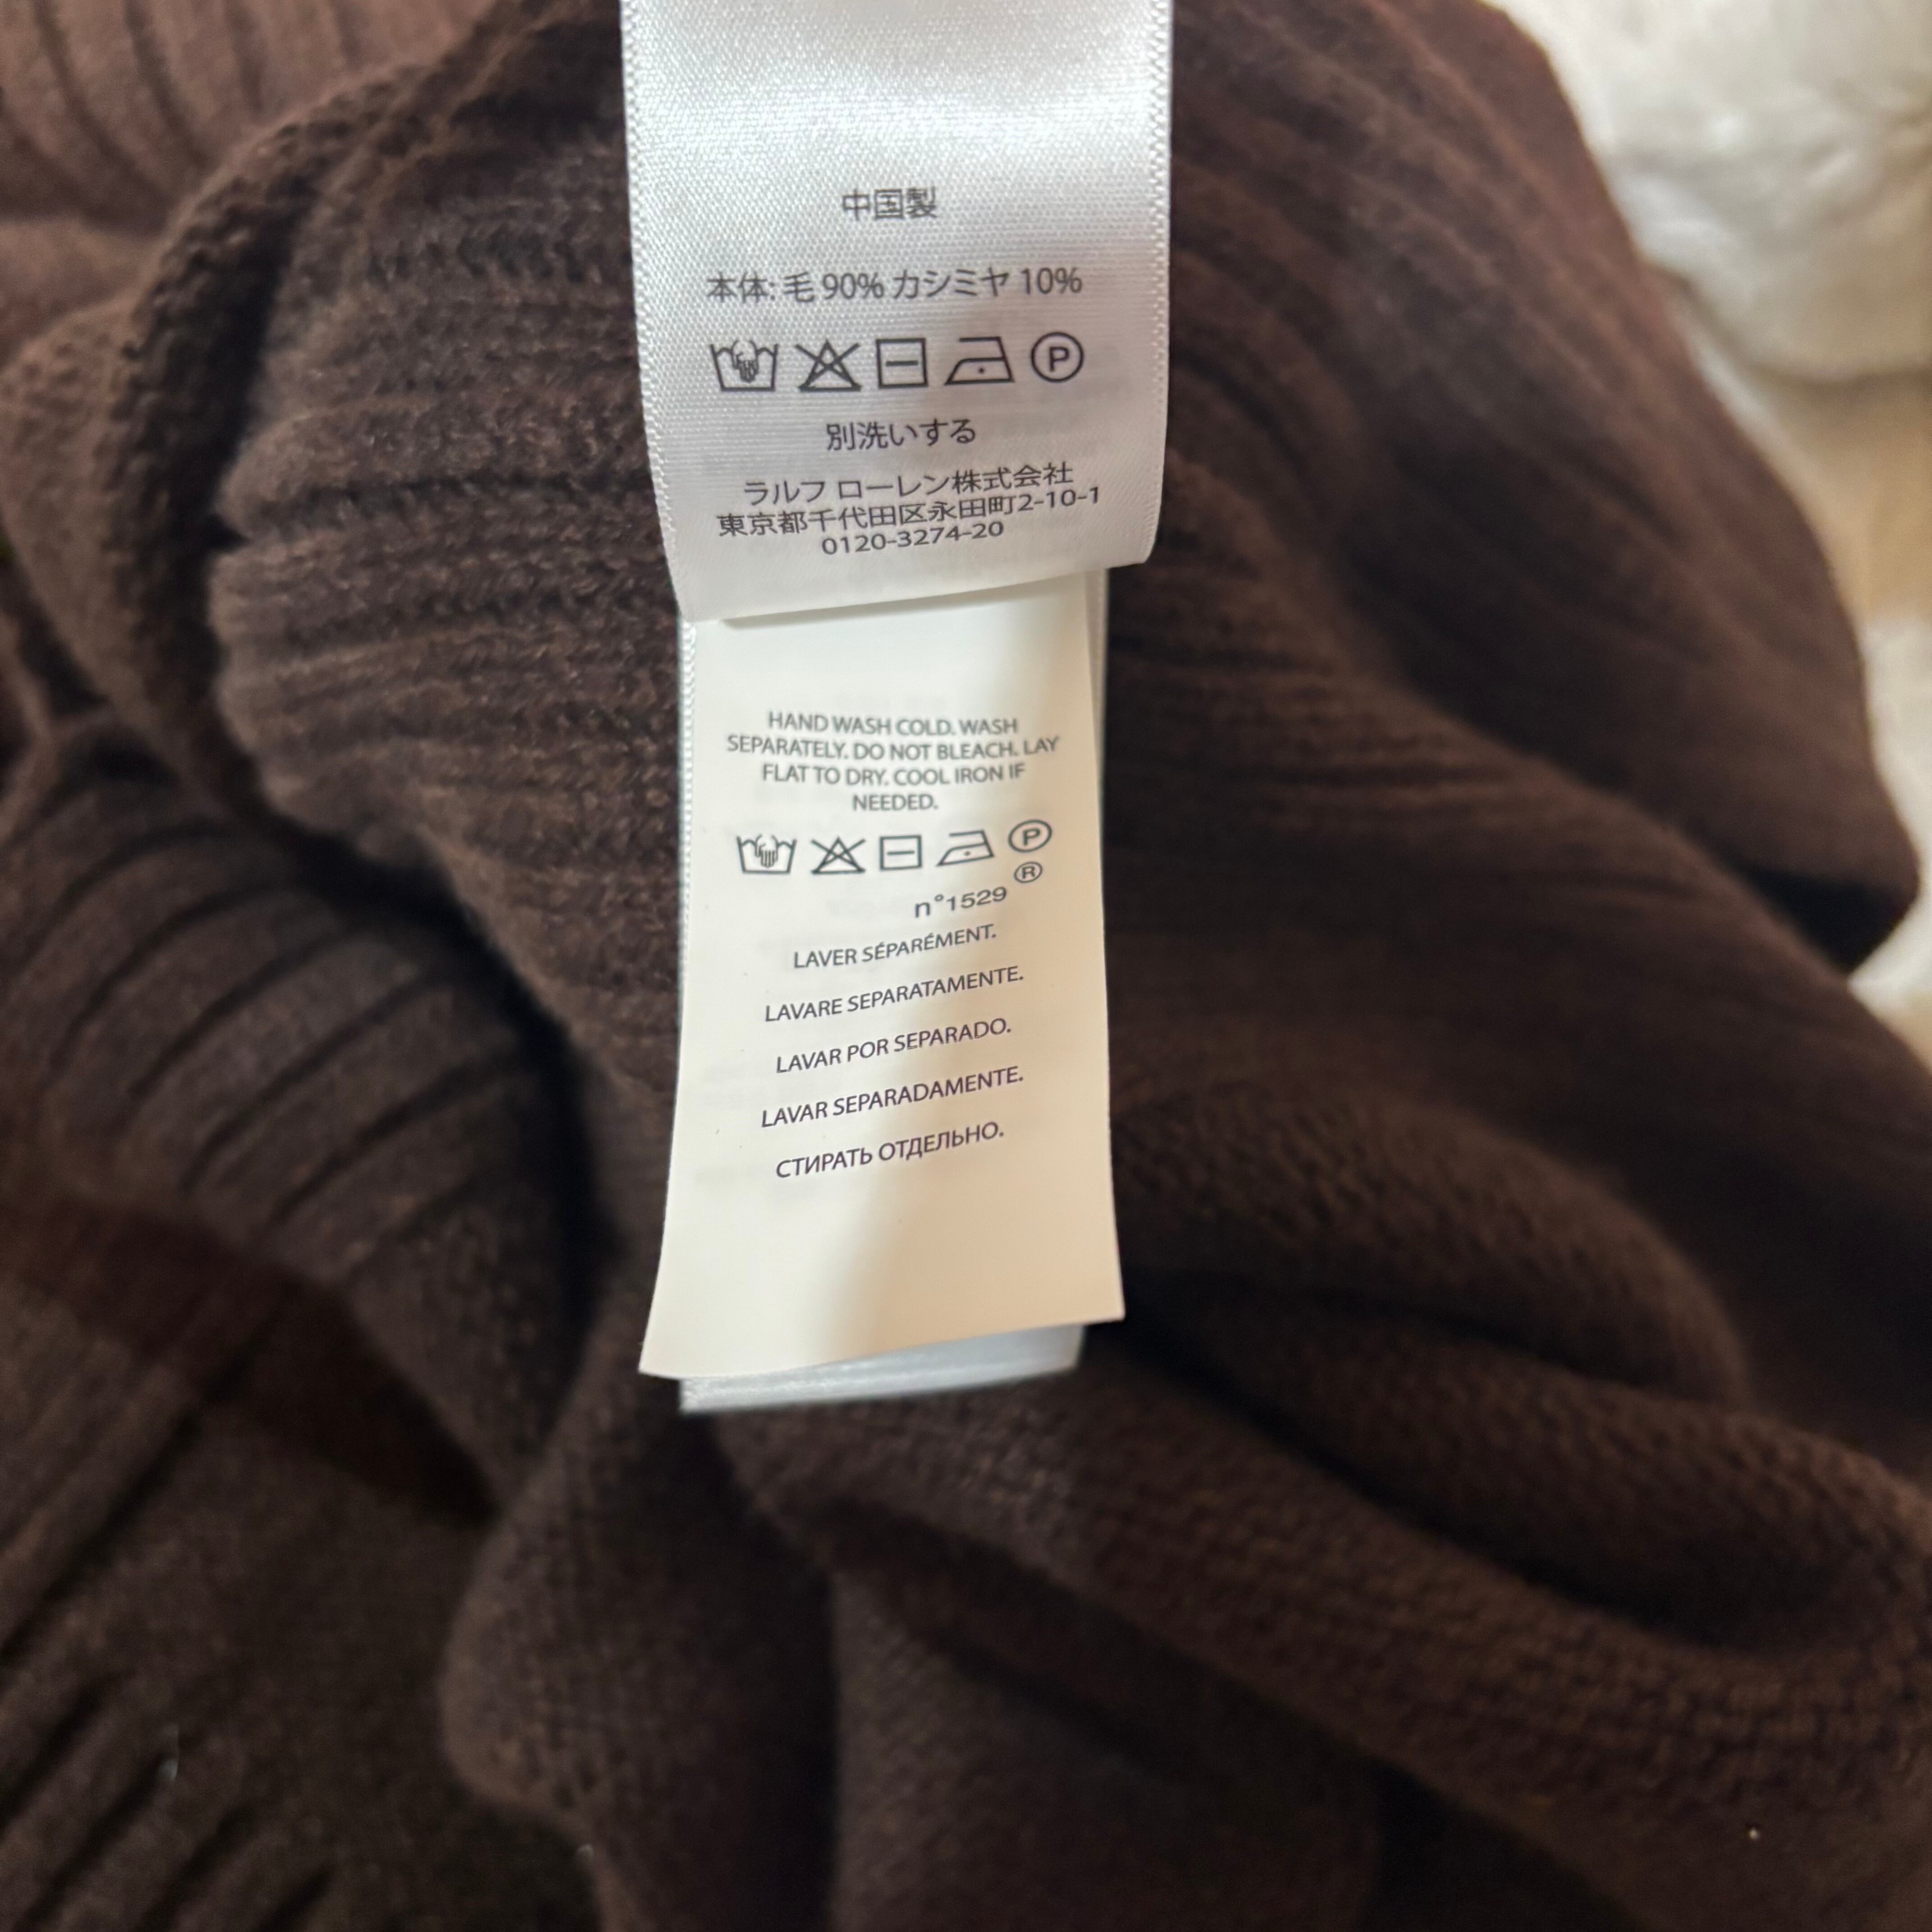 中国製
本体: 毛 90% カシミヤ 10%
P
別洗いする
ラルフ ローレン株式会社
東京都千代田区永田町2-10-1
0120-3274-20
HAND WASH COLD. WASH
SEPARATELY. DO NOT BLEACH. LAY
FLAT TO DRY. COOL IRON IF
NEEDED.
P
®
n°1529
LAVER SÉPARÉMENT.
LAVARE SEPARATAMENTE.
LAVAR POR SEPARADO.
LAVAR SEPARADAMENTE.
СТИРАТЬ ОТДЕЛЬНО.